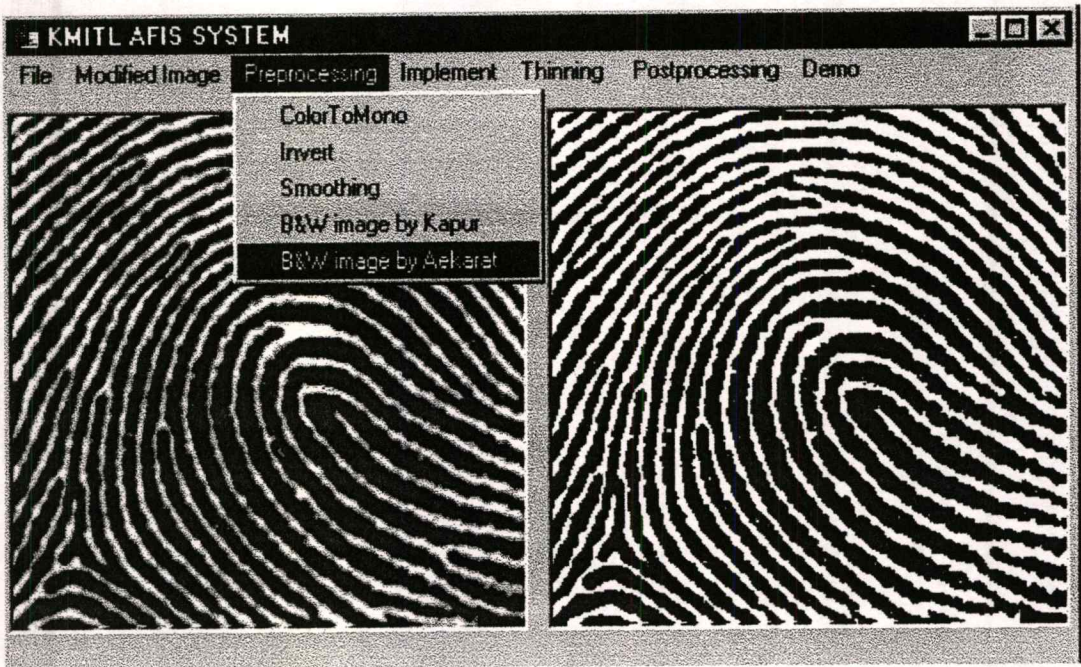 KMITL AFIS SYSTEM
File Modified Image Preprocessing Implement Thinning Postprocessing Demo
ColorToMono
Invert
Smoothing
B&W image by Kapur
B&W image by Aekarat